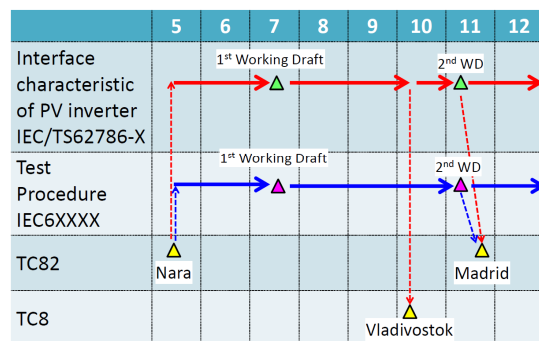 5 6 7 8 9 10 11 12
Interface
characteristic
of PV inverter
IEC/TS62786-X
1st Working Draft
2nd WD
Test
Procedure
IEC6XXXX
1st Working Draft
2nd WD
TC82
Nara
Madrid
TC8
Vladivostok